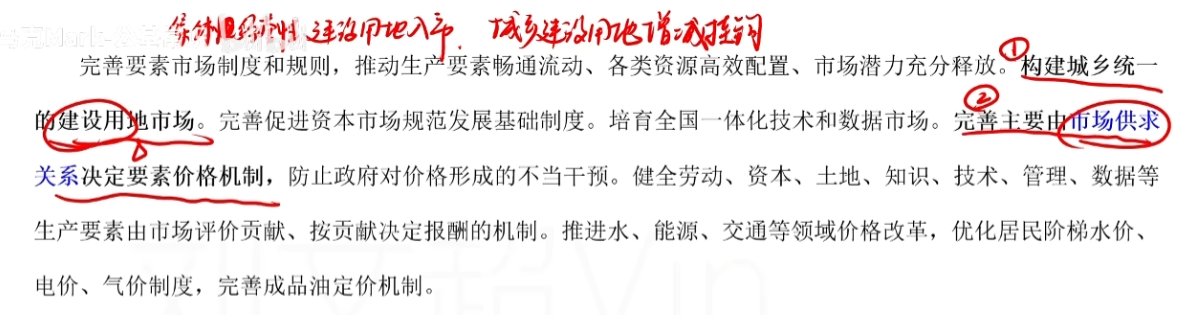 集体经营性建设用地入市、城乡建设用地增减挂钩
完善要素市场制度和规则，推动生产要素畅通流动、各类资源高效配置、市场潜力充分释放。①构建城乡统一
的建设用地市场。完善促进资本市场规范发展基础制度。培育全国一体化技术和数据市场。②完善主要由市场供求
关系决定要素价格机制，防止政府对价格形成的不当干预。健全劳动、资本、土地、知识、技术、管理、数据等
生产要素由市场评价贡献、按贡献决定报酬的机制。推进水、能源、交通等领域价格改革，优化居民阶梯水价、
电价、气价制度，完善成品油定价机制。